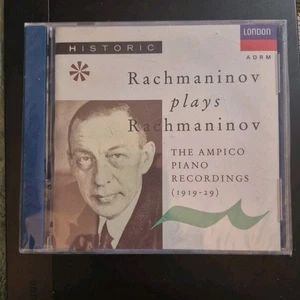 HISTORIC
LONDON
ADRM
Rachmaninov
plays
Rachmaninov
THE AMPICO
PIANO
RECORDINGS
(1919-29)